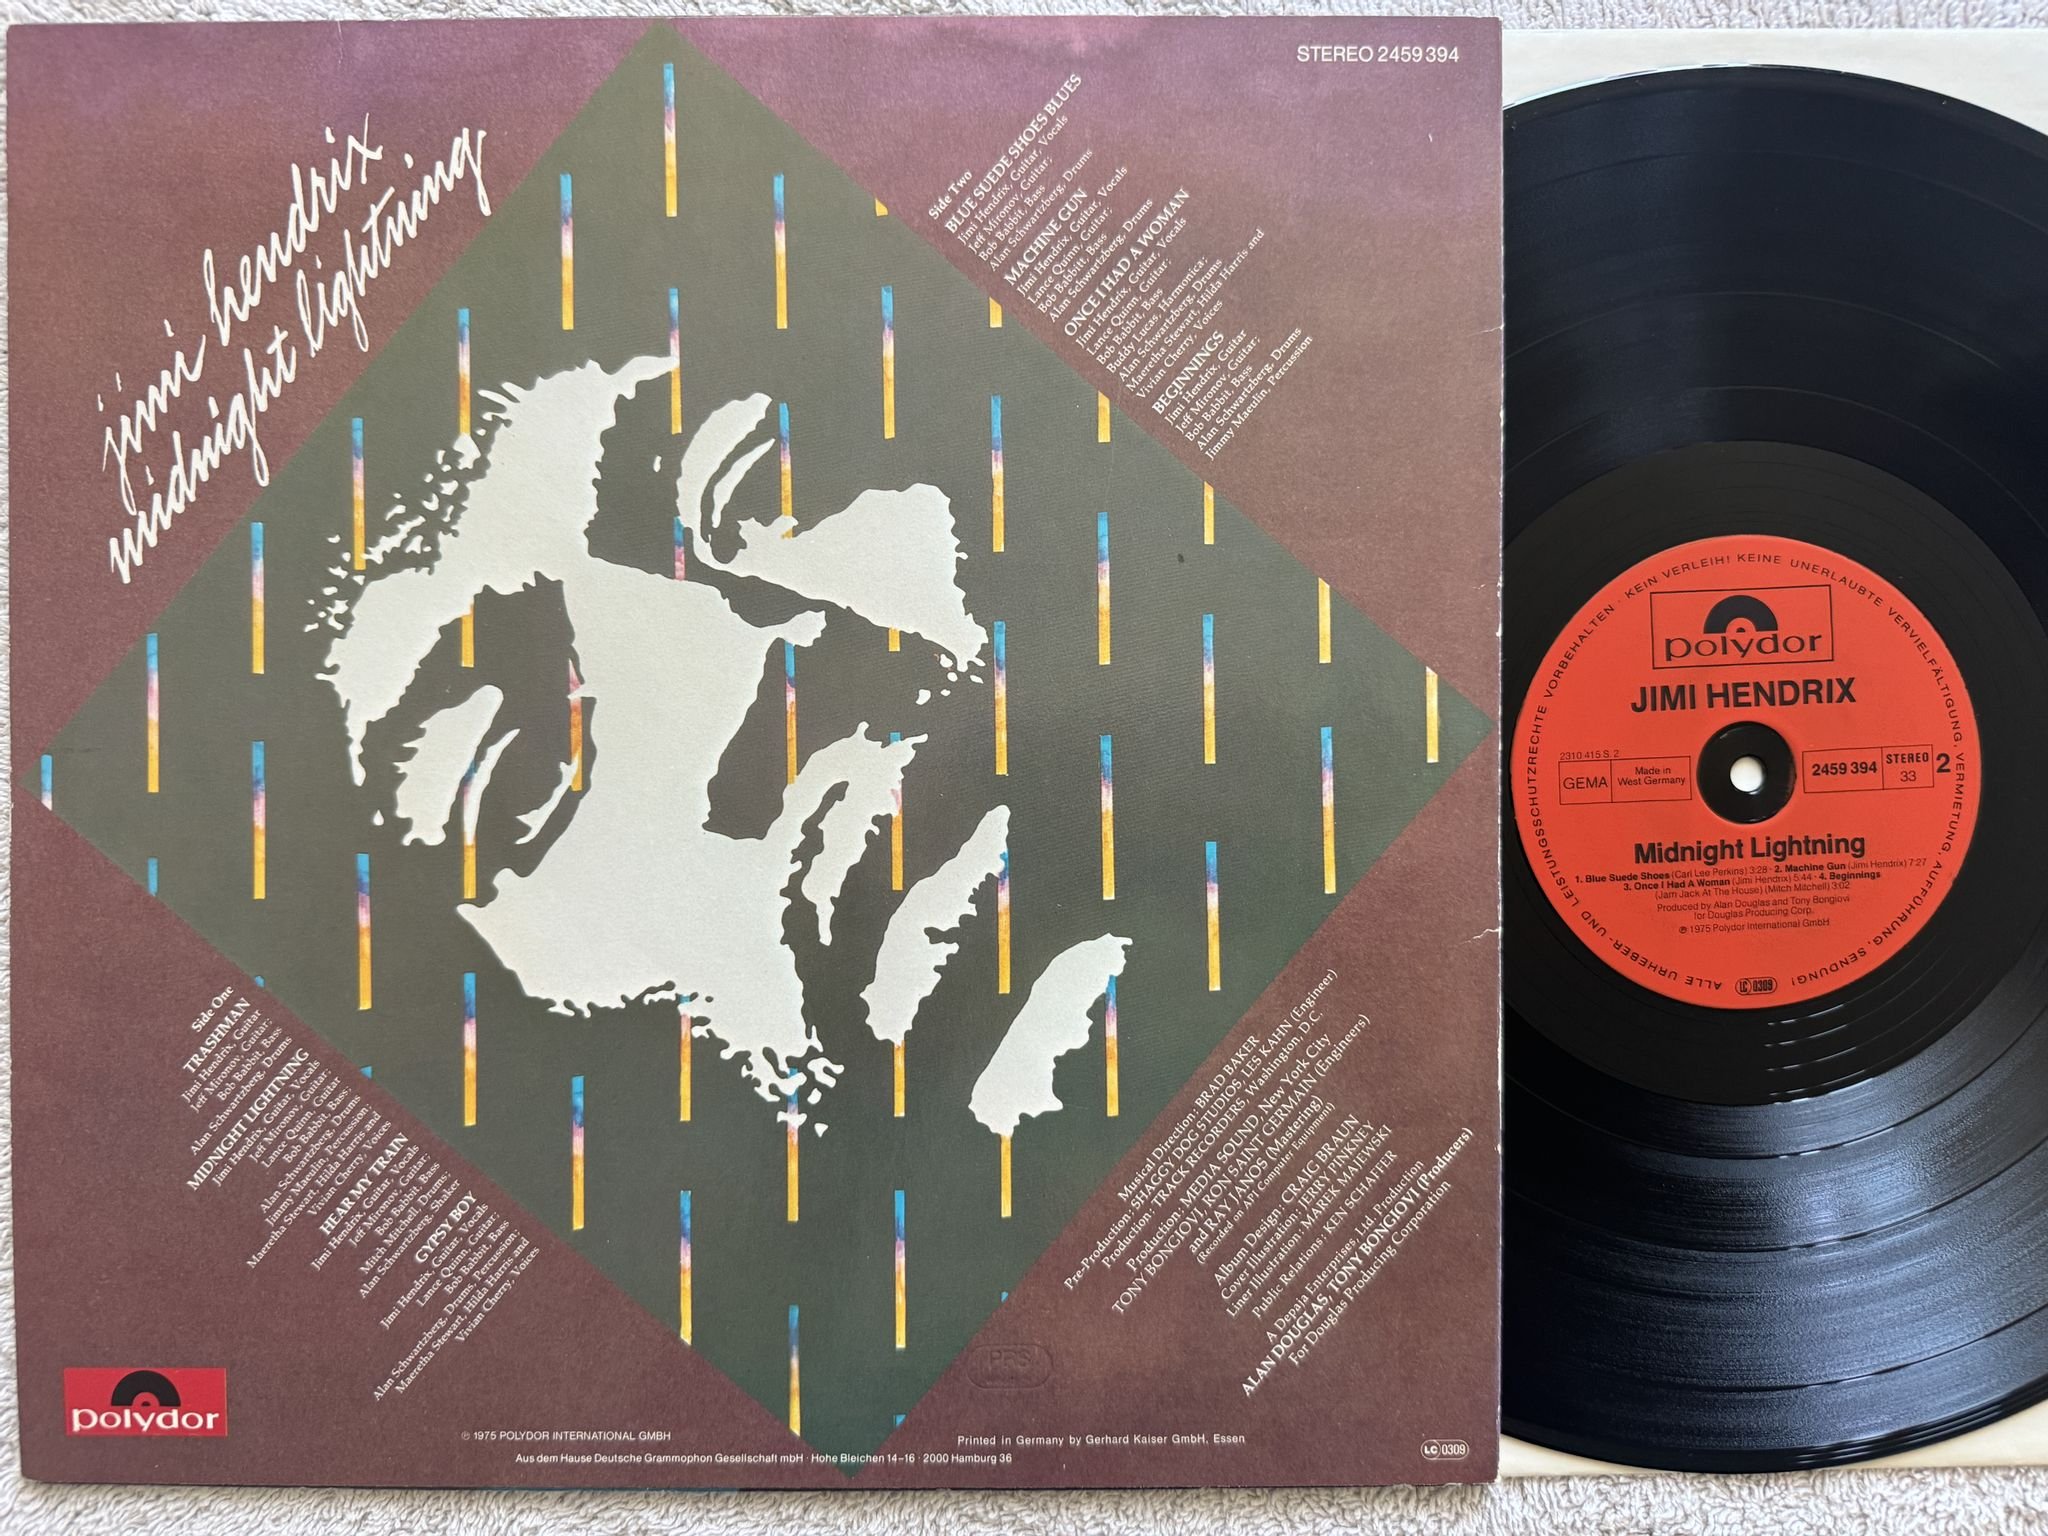 STEREO 2459 394
jimi hendrix
midnight lightning
Side Two
BLUE SUEDE SHOES BLUES
Jimi Hendrix, Guitar, Vocals
Jeff Mironov, Guitar;
Bob Babbit, Bass
Alan Schwartzberg, Drums
MACHINE GUN
Jimi Hendrix, Guitar, Vocals
Lance Quinn, Guitar;
Bob Babbitt, Bass
Alan Schwartzberg, Drums
ONCE I HAD A WOMAN
Jimi Hendrix, Guitar, Vocals
Lance Quinn, Guitar;
Bob Babbit, Bass
Buddy Lucas, Harmonica;
Alan Schwartzberg, Drums
Maeretha Stewart, Hilda Harris and
Vivian Cherry, Voices
BEGINNINGS
Jimi Hendrix, Guitar
Jeff Mironov, Guitar;
Bob Babbit, Bass
Alan Schwartzberg, Drums
Jimmy Maeulin, Percussion
Side One
TRASHMAN
Jimi Hendrix, Guitar
Jeff Mironov, Guitar;
Bob Babbit, Bass
Alan Schwartzberg, Drums
MIDNIGHT LIGHTNING
Jimi Hendrix, Guitar, Vocals
Jeff Mironov, Guitar;
Lance Quinn, Guitar
Bob Babbit, Bass;
Alan Schwartzberg, Drums
Jimmy Maelin, Percussion;
Maeretha Stewart, Hilda Harris and
Vivian Cherry, Voices
HEAR MY TRAIN
Jimi Hendrix, Guitar, Vocals
Jeff Mironov, Guitar;
Bob Babbit, Bass
Mitch Mitchell Drums;
Alan Schwartzberg, Shaker
GYPSY BOY
Jimi Hendrix, Guitar, Vocals
Lance Quinn, Guitar;
Bob Babbit, Bass
Alan Schwartzberg, Drums, Percussion;
Maeretha Stewart, Hilda Harris and
Vivian Cherry, Voices
Musical Direction: BRAD BAKER
Pre-Production: SHAGGY DOG STUDIOS, LES KAHN (Engineer)
Production: TRACK RECORDERS, Washington, D.C.
Production: MEDIA SOUND, New York City
TONY BONGIOVI, RON SAINT GERMAIN (Engineers)
and RAY JANOS (Mastering)
(Recorded on API Computer Equipment)
Album Design: CRAIG BRAUN
Cover Illustration: JERRY PINKNEY
Liner Illustration: MAREK MAJEWSKI
Public Relations: KEN SCHAFFER
A Depaja Enterprises, Ltd. Production
ALAN DOUGLAS, TONY BONGIOVI (Producers)
For Douglas Producing Corporation
PRS
polydor
℗ 1975 POLYDOR INTERNATIONAL GMBH
Printed in Germany by Gerhard Kaiser GmbH, Essen
Aus dem Hause Deutsche Grammophon Gesellschaft mbH · Hohe Bleichen 14-16 · 2000 Hamburg 36
LC 0309
ALLE URHEBER- UND LEISTUNGSSCHUTZRECHTE VORBEHALTEN · KEIN VERLEIH! KEINE UNERLAUBTE VERVIELFÄLTIGUNG, VERMIETUNG, AUFFÜHRUNG, SENDUNG!
polydor
JIMI HENDRIX
2310 415 S. 2
GEMA
Made in
West Germany
2459 394
STEREO
33
2
Midnight Lightning
1. Blue Suede Shoes (Carl Lee Perkins) 3:28 · 2. Machine Gun (Jimi Hendrix) 7:27
3. Once I Had A Woman (Jimi Hendrix) 5:44 · 4. Beginnings
(Jam Jack At The House) (Mitch Mitchell) 3:02
Produced by Alan Douglas and Tony Bongiovi
for Douglas Producing Corp.
℗ 1975 Polydor International GmbH
LC 0309